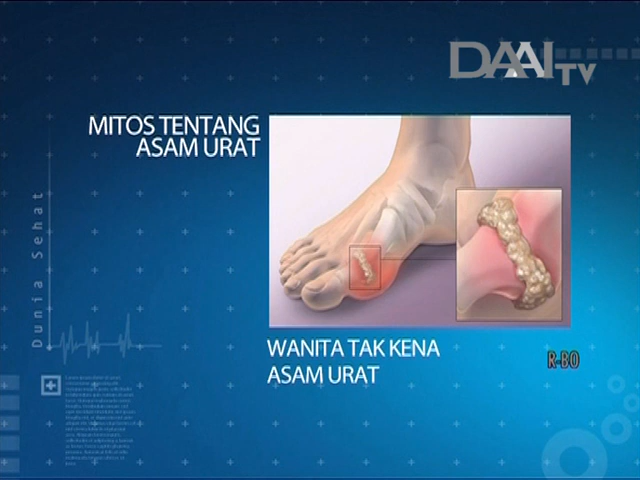 DAAI TV
MITOS TENTANG
ASAM URAT
Dunia Sehat
WANITA TAK KENA
ASAM URAT
R-BO